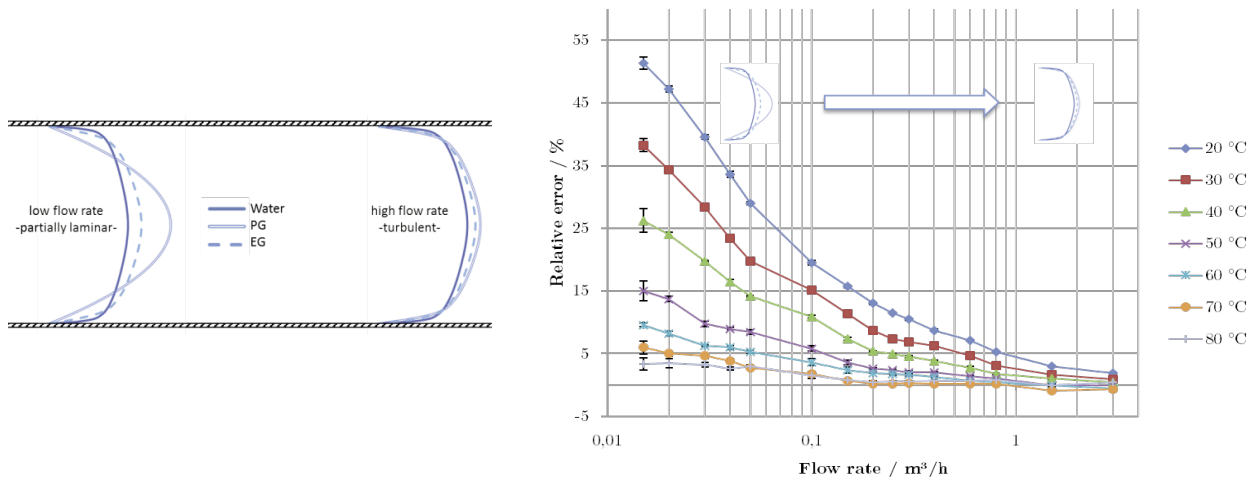 low flow rate
-partially laminar-
Water
PG
EG
high flow rate
-turbulent-
Relative error / %
55
45
35
25
15
5
-5
0,01
0,1
1
Flow rate / m³/h
20 °C
30 °C
40 °C
50 °C
60 °C
70 °C
80 °C